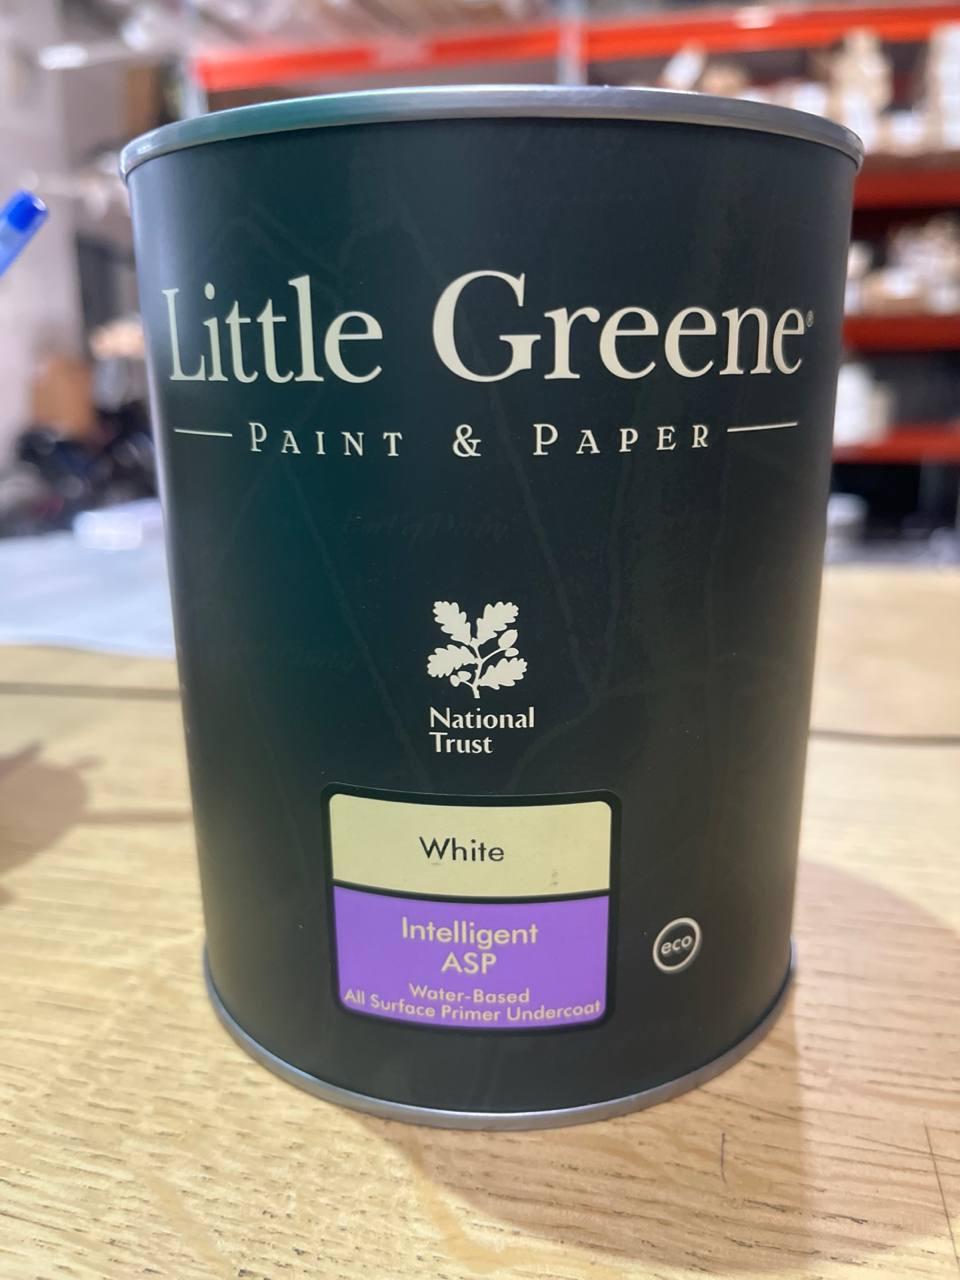 Little Greene®
PAINT & PAPER
National
Trust
White
Intelligent
ASP
Water-Based
All Surface Primer Undercoat
eco